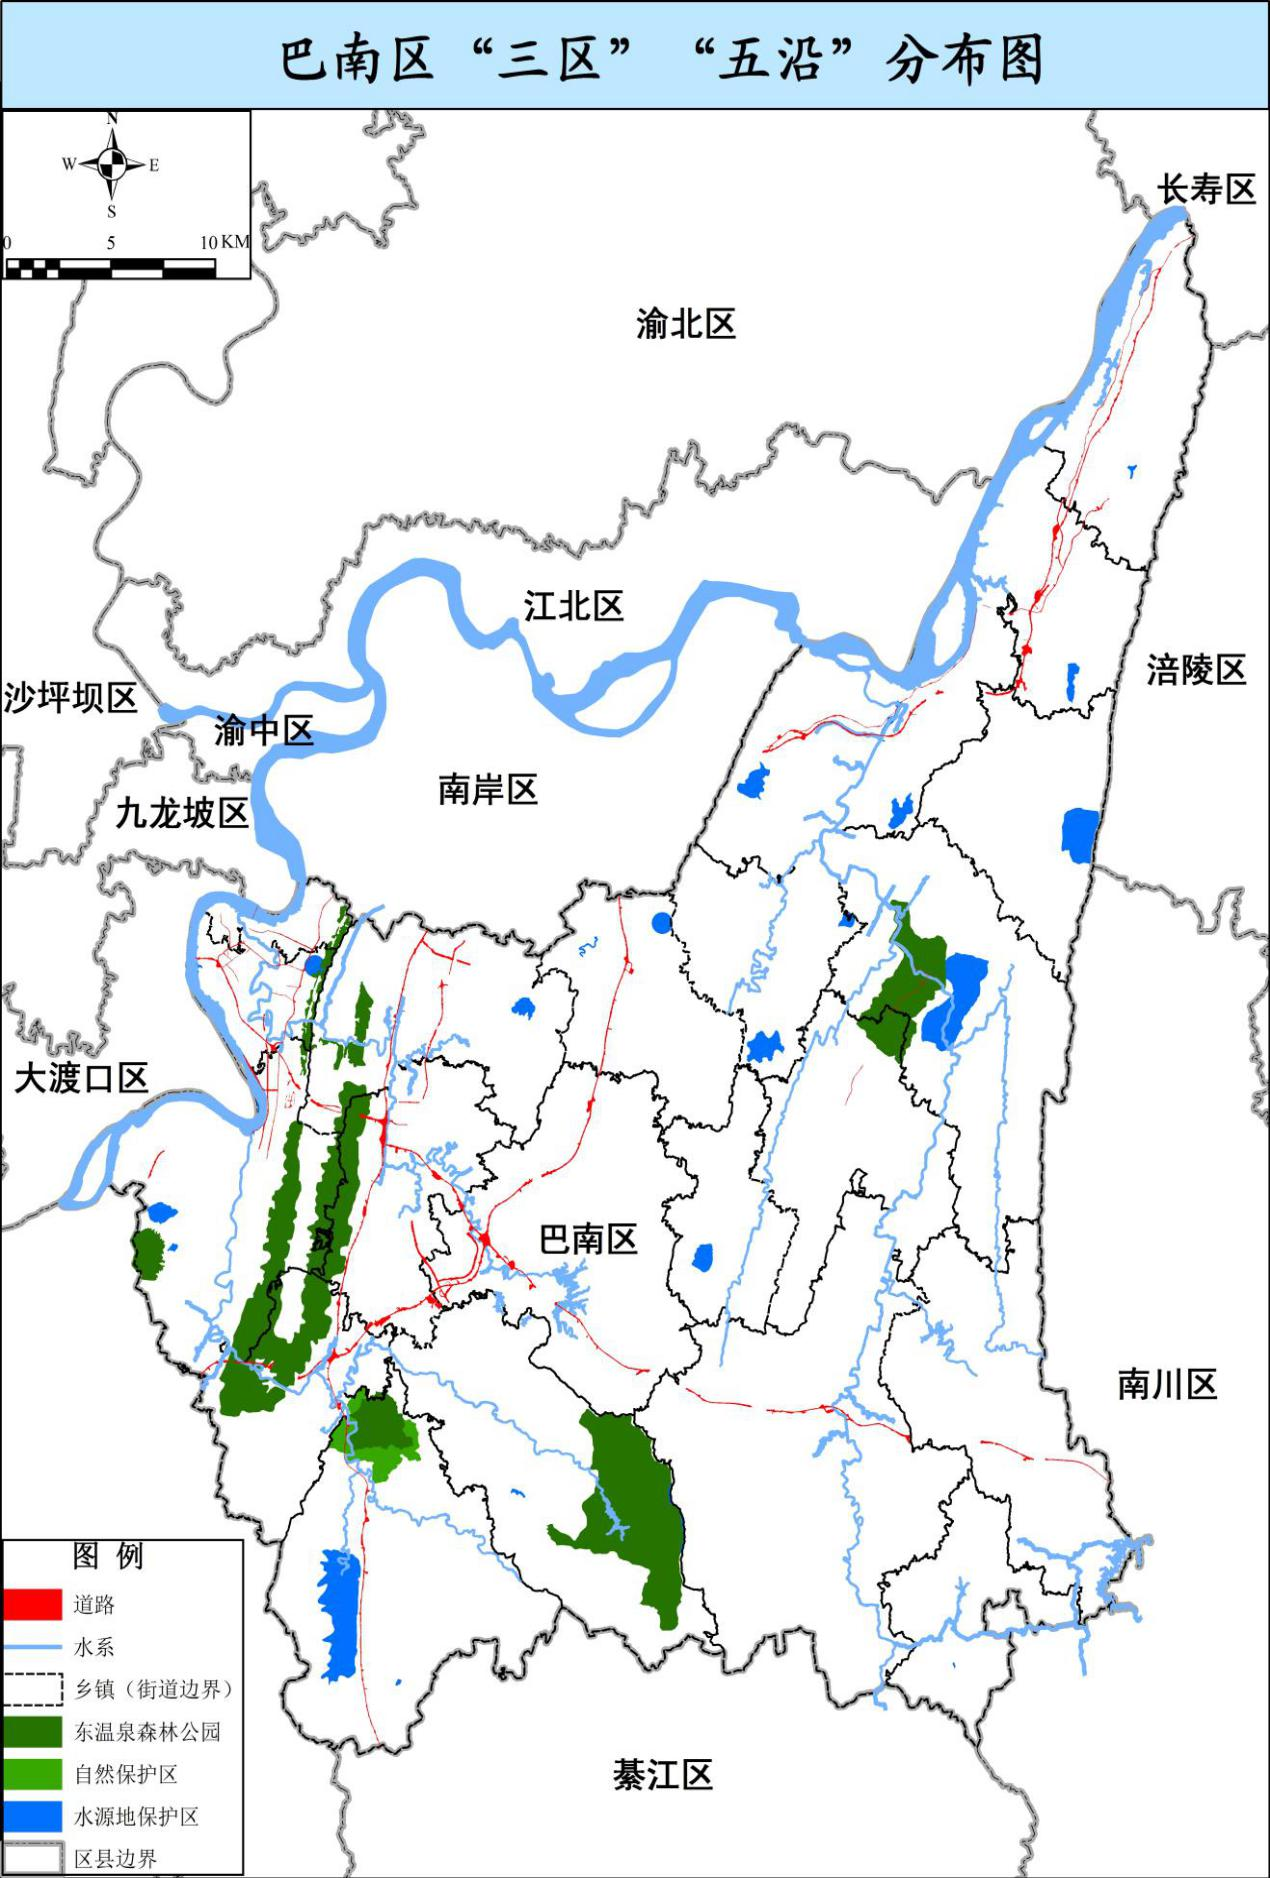 巴南区“三区” “五沿”分布图
N
W E
S
0 5 10 KM
长寿区
渝北区
江北区
涪陵区
沙坪坝区
渝中区
南岸区
九龙坡区
大渡口区
巴南区
南川区
綦江区
图 例
道路
水系
乡镇（街道边界）
东温泉森林公园
自然保护区
水源地保护区
区县边界